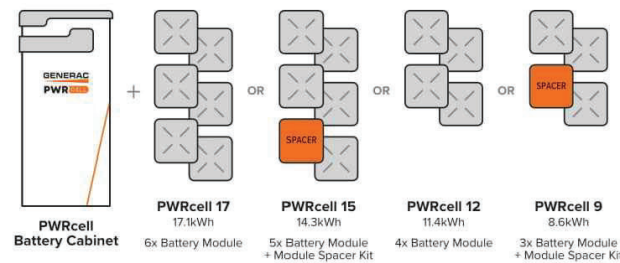 GENERAC
PWRCELL
PWRcell
Battery Cabinet
+
PWRcell 17
17.1kWh
6x Battery Module
OR
SPACER
PWRcell 15
14.3kWh
5x Battery Module
+ Module Spacer Kit
OR
PWRcell 12
11.4kWh
4x Battery Module
OR
SPACER
PWRcell 9
8.6kWh
3x Battery Module
+ Module Spacer Kit